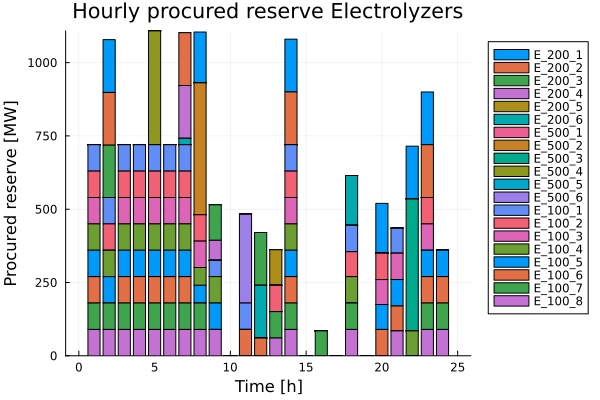 Hourly procured reserve Electrolyzers
Procured reserve [MW]
1000
750
500
250
0
0 5 10 15 20 25
Time [h]
E_200_1
E_200_2
E_200_3
E_200_4
E_200_5
E_200_6
E_500_1
E_500_2
E_500_3
E_500_4
E_500_5
E_500_6
E_100_1
E_100_2
E_100_3
E_100_4
E_100_5
E_100_6
E_100_7
E_100_8